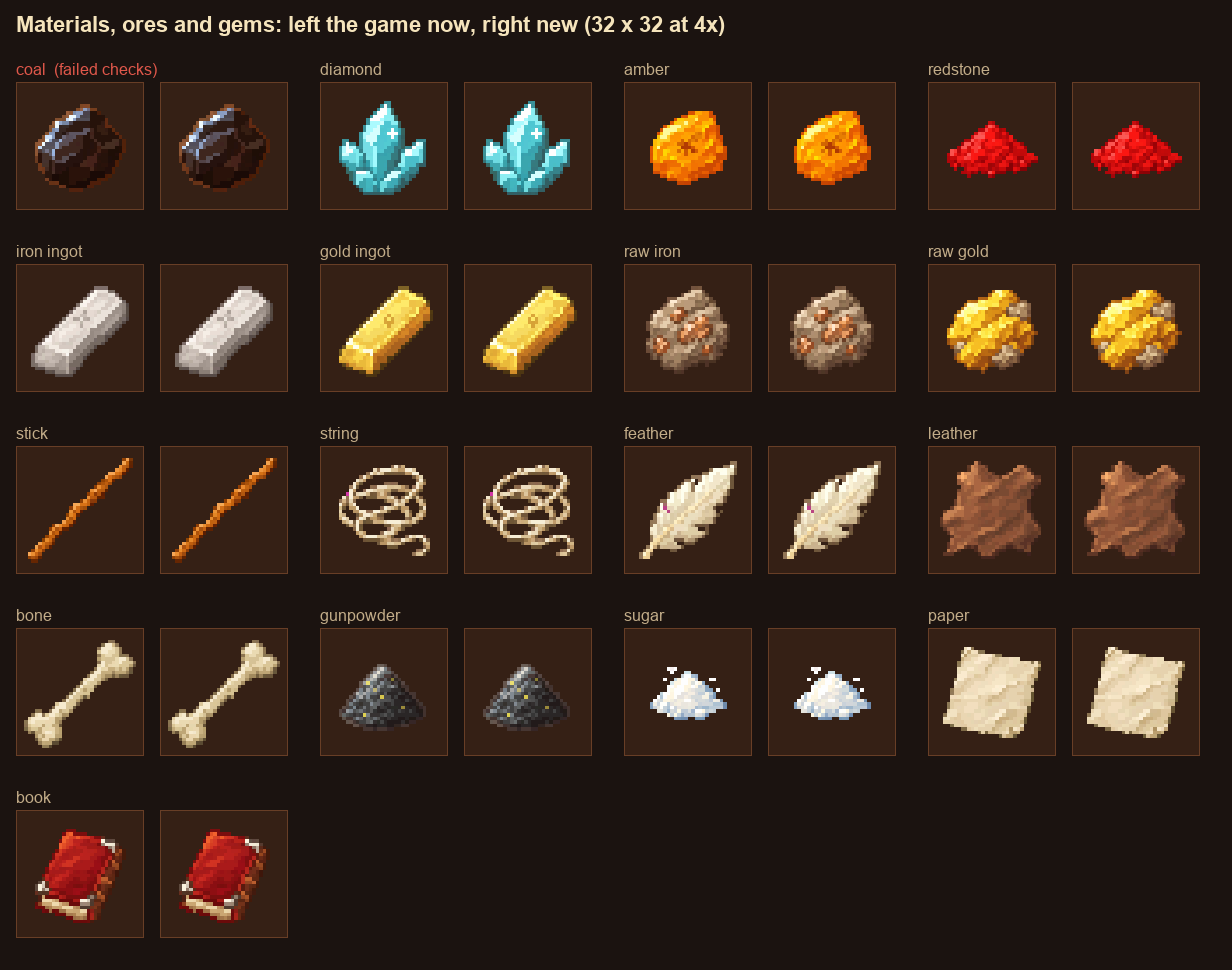 Materials, ores and gems: left the game now, right new (32 x 32 at 4x)
coal (failed checks)
diamond
amber
redstone
iron ingot
gold ingot
raw iron
raw gold
stick
string
feather
leather
bone
gunpowder
sugar
paper
book